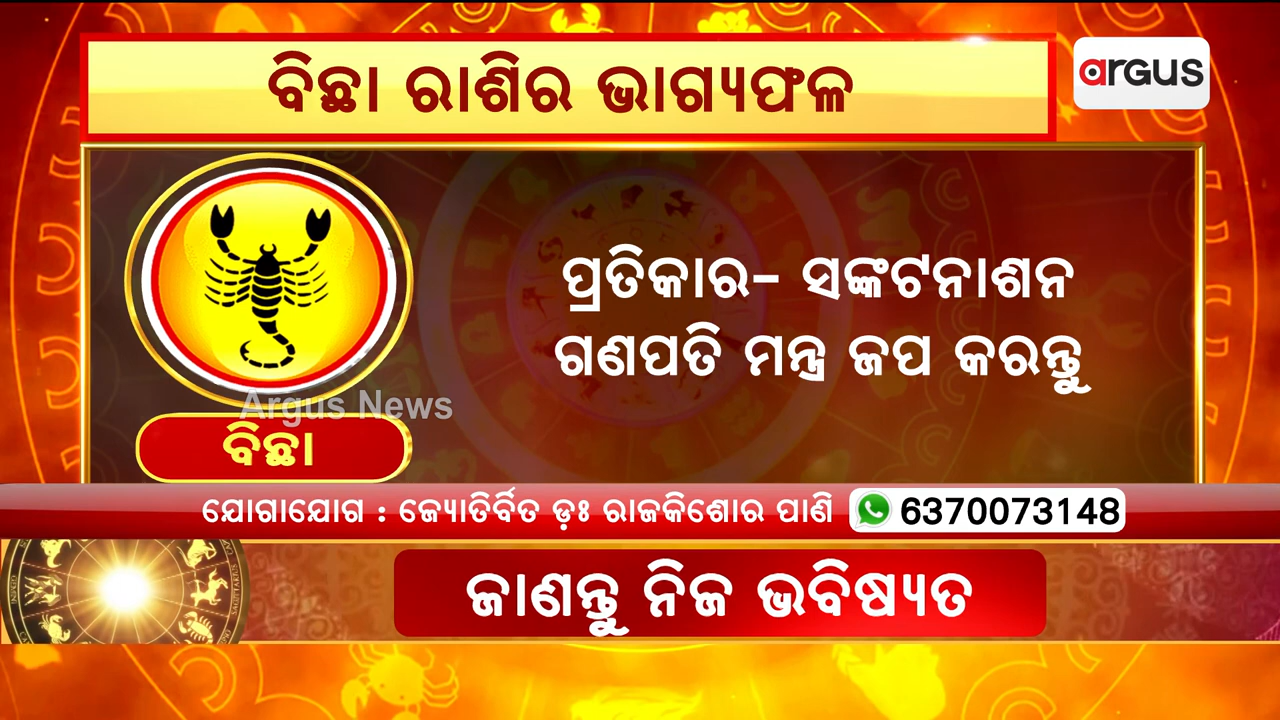 ବିଛା ରାଶିର ଭାଗ୍ୟଫଳ
argus
ପ୍ରତିକାର- ସଙ୍କଟନାଶନ
ଗଣପତି ମନ୍ତ୍ର ଜପ କରନ୍ତୁ
Argus News
ବିଛା
ଯୋଗାଯୋଗ : ଜ୍ୟୋତିର୍ବିତ ଡ଼ଃ ରାଜକିଶୋର ପାଣି 6370073148
ଜାଣନ୍ତୁ ନିଜ ଭବିଷ୍ୟତ